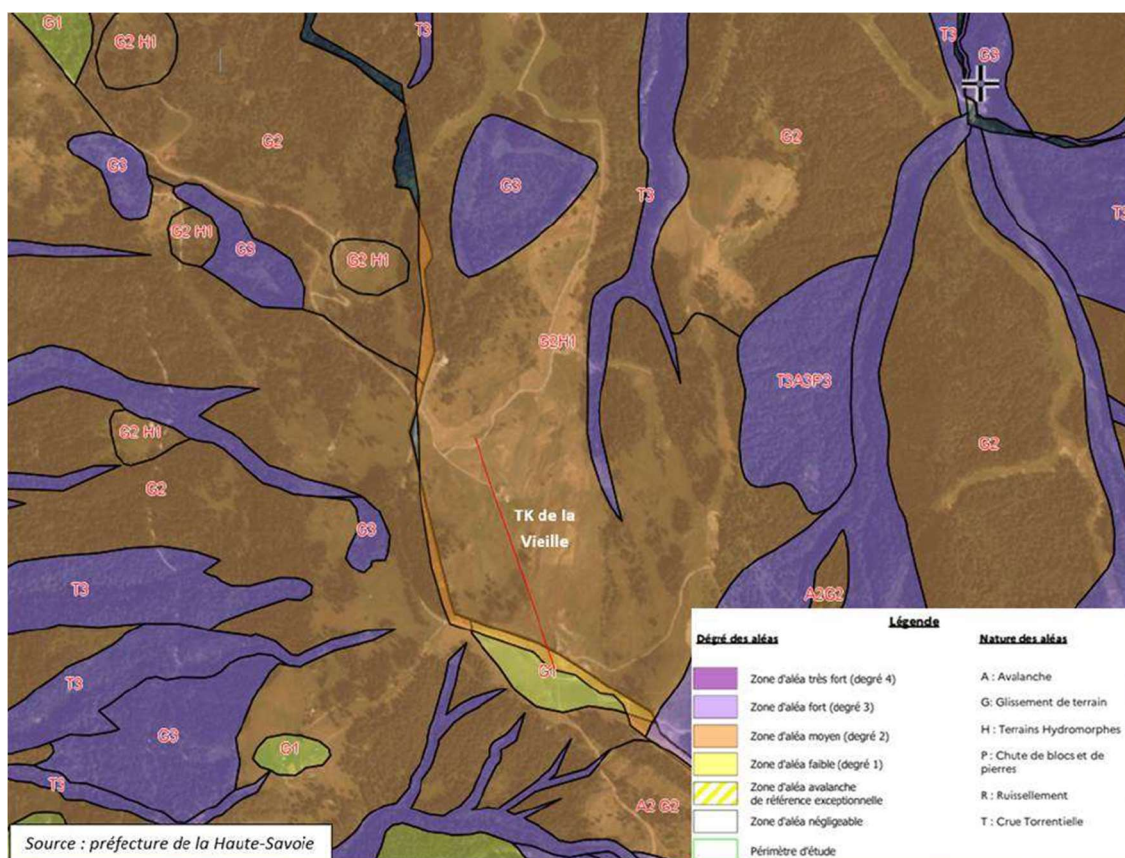 G1
G2 H1
T3
T3
G3
G2
G2
G3
G3
T3
T3
G2 H1
G3
G2 H1
G2H1
T3A3P3
G2 H1
G2
G2
G3
TK de la
Vieille
T3
A2G2
G1
T3
G3
G1
T3
A2 G2
Source : préfecture de la Haute-Savoie
Légende
Dégré des aléas
Nature des aléas
Zone d'aléa très fort (degré 4)
Zone d'aléa fort (degré 3)
Zone d'aléa moyen (degré 2)
Zone d'aléa faible (degré 1)
Zone d'aléa avalanche
de référence exceptionnelle
Zone d'aléa négligeable
Périmètre d'étude
A : Avalanche
G: Glissement de terrain
H : Terrains Hydromorphes
P : Chute de blocs et de
pierres
R : Ruissellement
T : Crue Torrentielle